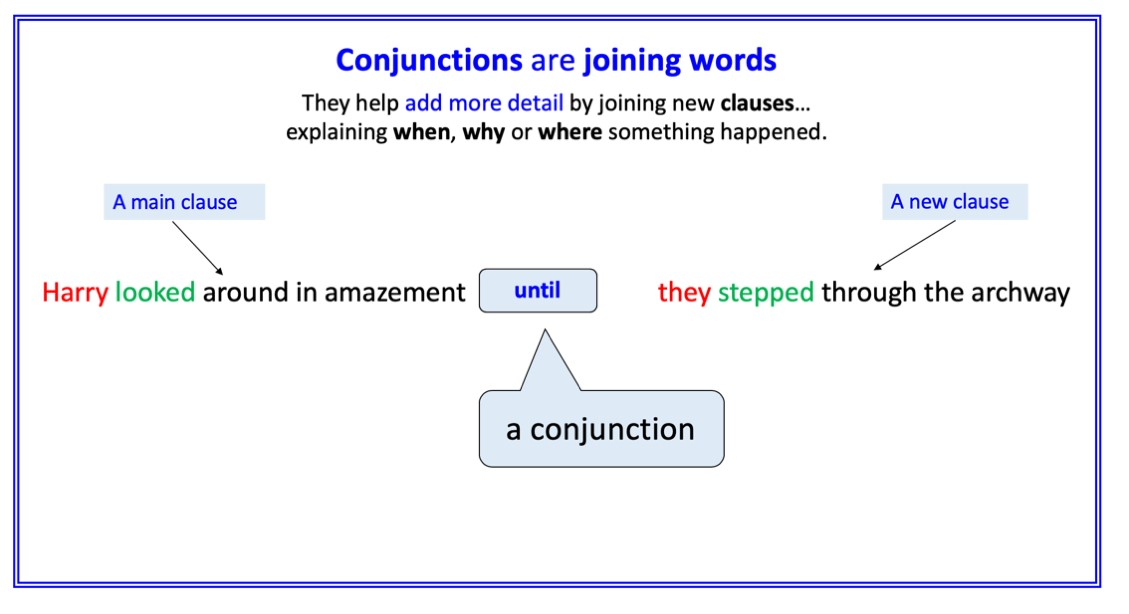 Conjunctions are joining words
They help add more detail by joining new clauses...
explaining when, why or where something happened.
A main clause
A new clause
Harry looked around in amazement until they stepped through the archway
a conjunction